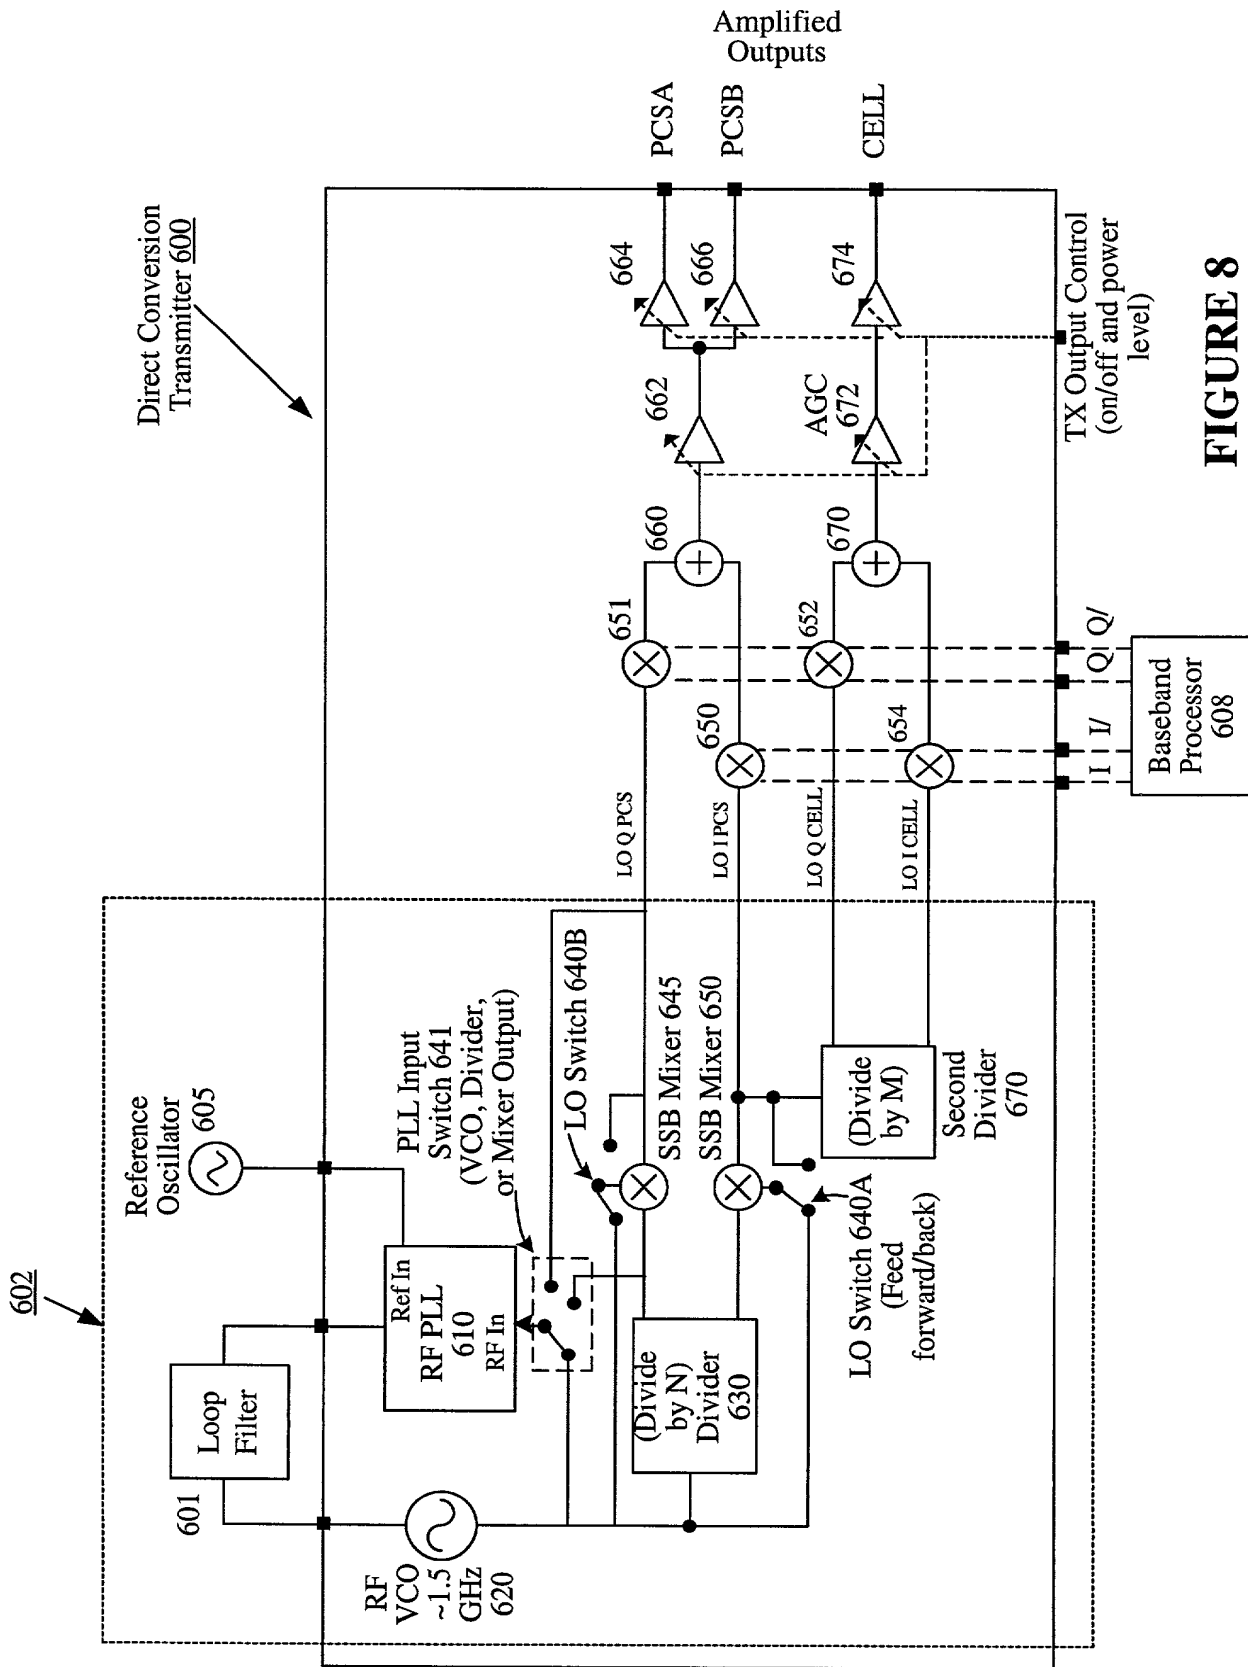 Direct Conversion
Transmitter 600
602
Reference
Oscillator
605
Loop
Filter
601
Ref In
RF PLL
610
RF In
RF
VCO
~1.5
GHz
620
PLL Input
Switch 641
(VCO, Divider,
or Mixer Output)
LO Switch 640B
SSB Mixer 645
SSB Mixer 650
(Divide
by N)
Divider
630
LO Switch 640A
(Feed
forward/back)
(Divide
by M)
Second
Divider
670
LO Q PCS
LO I PCS
LO Q CELL
LO I CELL
651
650
652
654
660
670
662
AGC
672
664
666
674
Amplified
Outputs
PCSA
PCSB
CELL
I
I/
Q
Q/
Baseband
Processor
608
TX Output Control
(on/off and power
level)
FIGURE 8